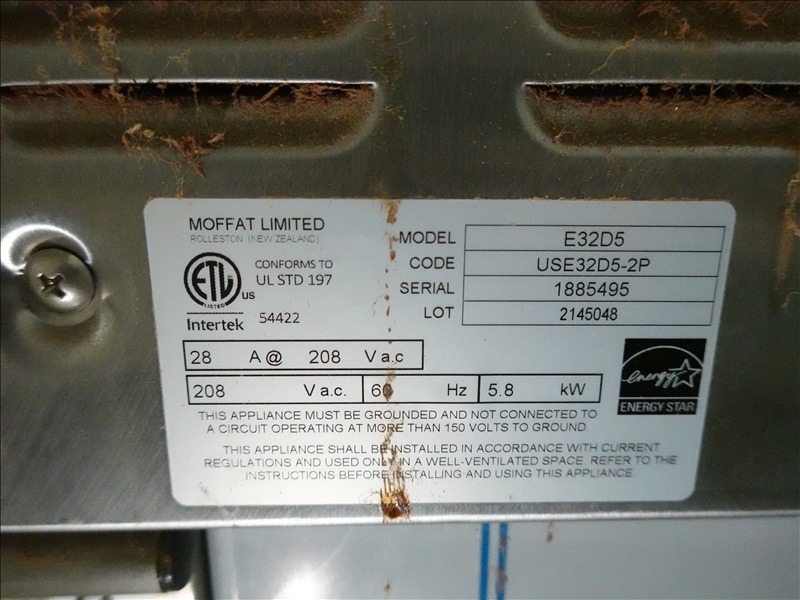 MOFFAT LIMITED
ROLLESTON (NEW ZEALAND)
ETL
LISTED
US
CONFORMS TO
UL STD 197
Intertek 54422
MODEL E32D5
CODE USE32D5-2P
SERIAL 1885495
LOT 2145048
28 A@ 208 V a.c
208 V a.c. 60 Hz 5.8 kW
energy
ENERGY STAR
THIS APPLIANCE MUST BE GROUNDED AND NOT CONNECTED TO
A CIRCUIT OPERATING AT MORE THAN 150 VOLTS TO GROUND
THIS APPLIANCE SHALL BE INSTALLED IN ACCORDANCE WITH CURRENT
REGULATIONS AND USED ONLY IN A WELL-VENTILATED SPACE. REFER TO THE
INSTRUCTIONS BEFORE INSTALLING AND USING THIS APPLIANCE